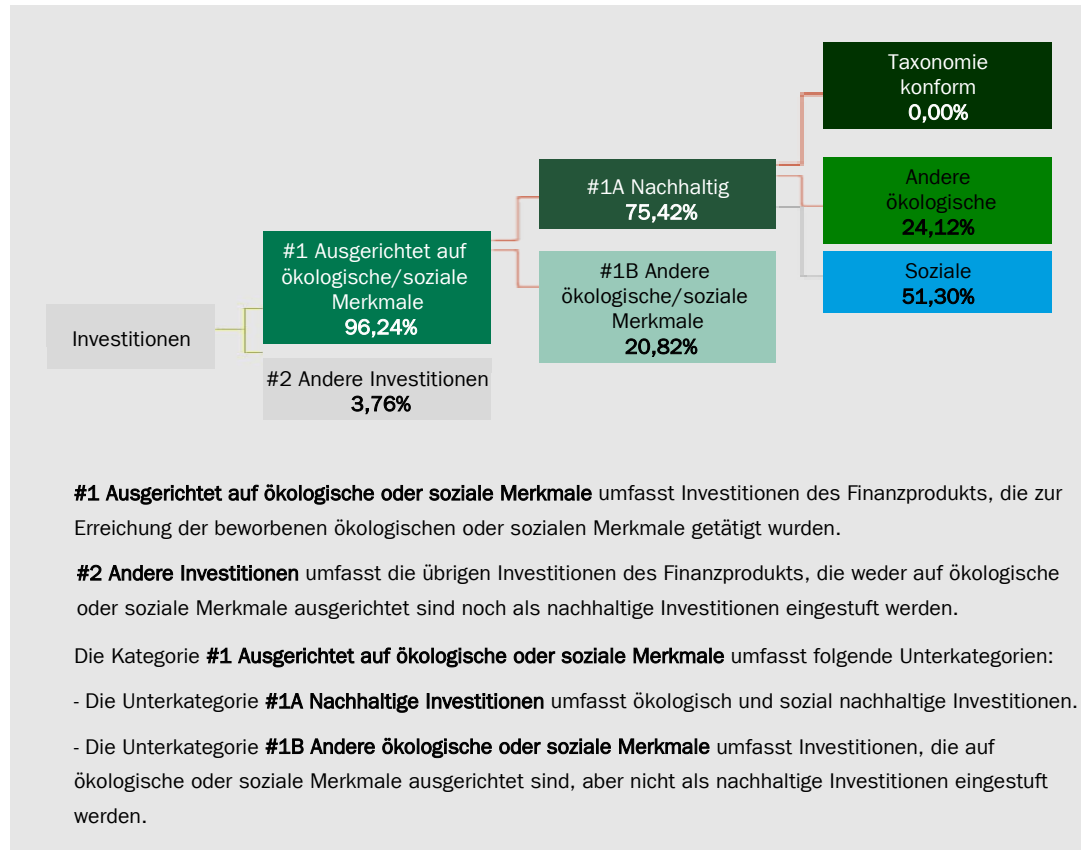 Taxonomie
konform
0,00%
#1A Nachhaltig
75,42%
Andere
ökologische
24,12%
#1 Ausgerichtet auf
ökologische/soziale
Merkmale
96,24%
#1B Andere
ökologische/soziale
Merkmale
20,82%
Soziale
51,30%
Investitionen
#2 Andere Investitionen
3,76%
#1 Ausgerichtet auf ökologische oder soziale Merkmale umfasst Investitionen des Finanzprodukts, die zur
Erreichung der beworbenen ökologischen oder sozialen Merkmale getätigt wurden.
#2 Andere Investitionen umfasst die übrigen Investitionen des Finanzprodukts, die weder auf ökologische
oder soziale Merkmale ausgerichtet sind noch als nachhaltige Investitionen eingestuft werden.
Die Kategorie #1 Ausgerichtet auf ökologische oder soziale Merkmale umfasst folgende Unterkategorien:
- Die Unterkategorie #1A Nachhaltige Investitionen umfasst ökologisch und sozial nachhaltige Investitionen.
- Die Unterkategorie #1B Andere ökologische oder soziale Merkmale umfasst Investitionen, die auf
ökologische oder soziale Merkmale ausgerichtet sind, aber nicht als nachhaltige Investitionen eingestuft
werden.